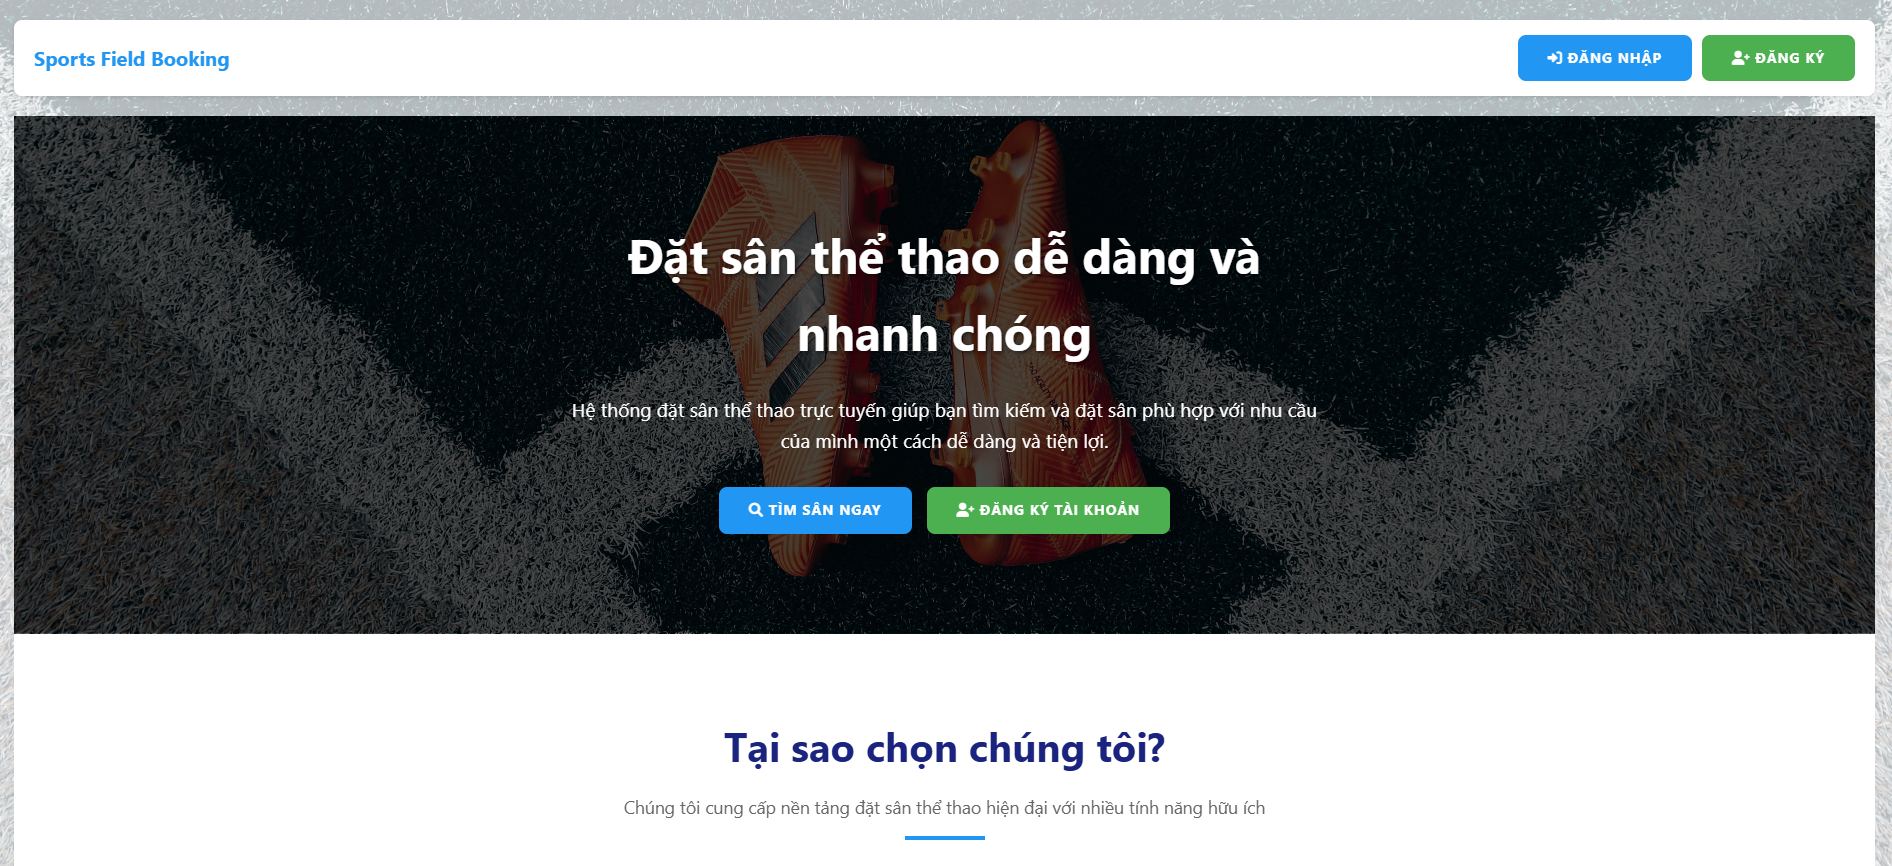 Sports Field Booking
ĐĂNG NHẬP
ĐĂNG KÝ
Đặt sân thể thao dễ dàng và
nhanh chóng
Hệ thống đặt sân thể thao trực tuyến giúp bạn tìm kiếm và đặt sân phù hợp với nhu cầu
của mình một cách dễ dàng và tiện lợi.
TÌM SÂN NGAY
ĐĂNG KÝ TÀI KHOẢN
Tại sao chọn chúng tôi?
Chúng tôi cung cấp nền tảng đặt sân thể thao hiện đại với nhiều tính năng hữu ích